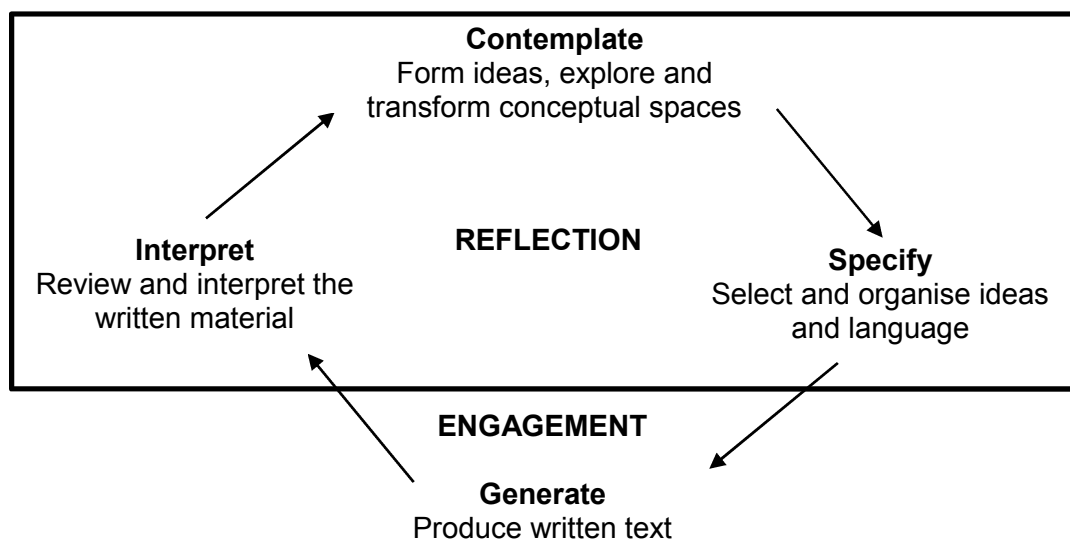 Contemplate
Form ideas, explore and
transform conceptual spaces
REFLECTION
Interpret
Review and interpret the
written material
Specify
Select and organise ideas
and language
ENGAGEMENT
Generate
Produce written text